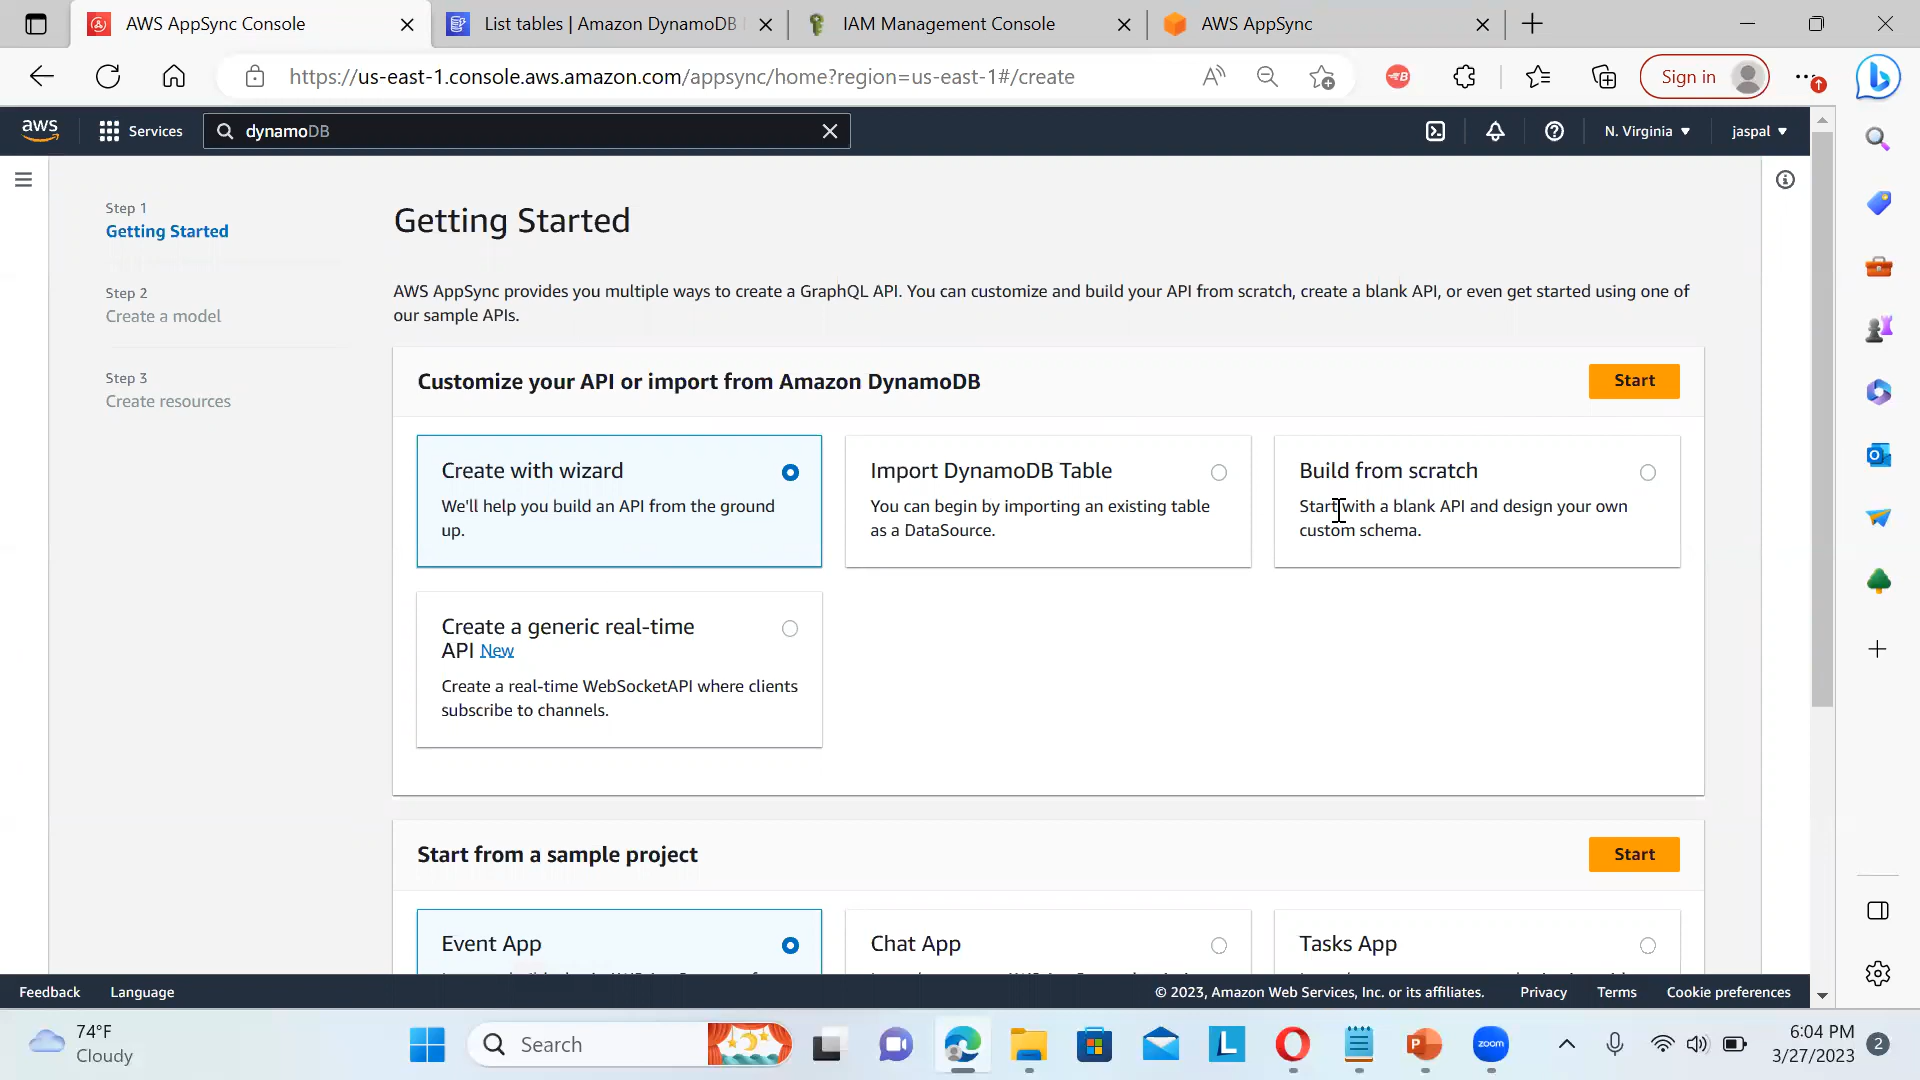 AWS AppSync Console
List tables | Amazon DynamoDB
IAM Management Console
AWS AppSync
https://us-east-1.console.aws.amazon.com/appsync/home?region=us-east-1#/create
Sign in
aws
Services
dynamoDB
N. Virginia
jaspal
Step 1
Getting Started
Step 2
Create a model
Step 3
Create resources
Getting Started
AWS AppSync provides you multiple ways to create a GraphQL API. You can customize and build your API from scratch, create a blank API, or even get started using one of
our sample APIs.
Customize your API or import from Amazon DynamoDB
Start
Create with wizard
We'll help you build an API from the ground
up.
Import DynamoDB Table
You can begin by importing an existing table
as a DataSource.
Build from scratch
Start with a blank API and design your own
custom schema.
Create a generic real-time
API New
Create a real-time WebSocketAPI where clients
subscribe to channels.
Start from a sample project
Start
Event App
Chat App
Tasks App
Feedback
Language
© 2023, Amazon Web Services, Inc. or its affiliates.
Privacy
Terms
Cookie preferences
74°F
Cloudy
Search
zoom
6:04 PM
3/27/2023
2